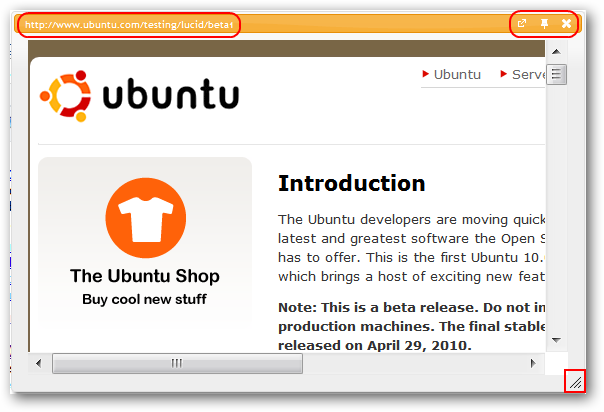 http://www.ubuntu.com/testing/lucid/beta1
ubuntu
Ubuntu
Serve
The Ubuntu Shop
Buy cool new stuff
Introduction
The Ubuntu developers are moving quick
latest and greatest software the Open S
has to offer. This is the first Ubuntu 10.
which brings a host of exciting new feat
Note: This is a beta release. Do not in
production machines. The final stable
released on April 29, 2010.